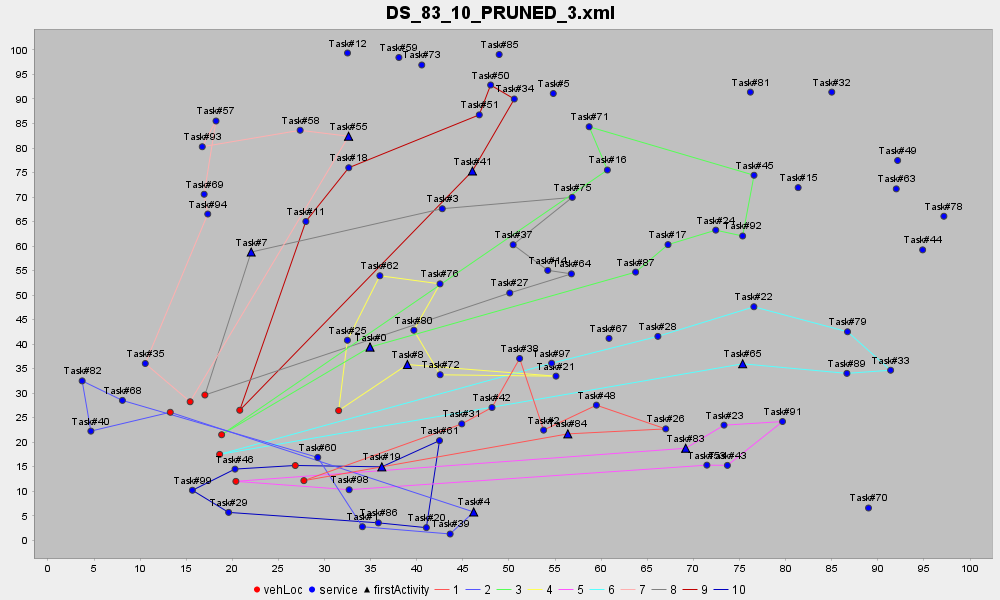 DS_83_10_PRUNED_3.xml
100
95
90
85
80
75
70
65
60
55
50
45
40
35
30
25
20
15
10
5
0
Task#12
Task#59
Task#73
Task#85
Task#50
Task#34
Task#5
Task#81
Task#32
Task#57
Task#58
Task#55
Task#51
Task#71
Task#93
Task#18
Task#41
Task#16
Task#45
Task#15
Task#49
Task#63
Task#69
Task#94
Task#3
Task#75
Task#11
Task#78
Task#7
Task#37
Task#17
Task#24
Task#92
Task#44
Task#62
Task#76
Task#14
Task#64
Task#87
Task#27
Task#22
Task#25
Task#0
Task#80
Task#67
Task#28
Task#79
Task#35
Task#8
Task#72
Task#38
Task#97
Task#21
Task#65
Task#89
Task#33
Task#82
Task#68
Task#40
Task#31
Task#42
Task#2
Task#84
Task#48
Task#26
Task#23
Task#91
Task#83
Task#53
Task#43
Task#61
Task#60
Task#46
Task#19
Task#99
Task#98
Task#29
Task#1
Task#86
Task#20
Task#39
Task#4
Task#70
0 5 10 15 20 25 30 35 40 45 50 55 60 65 70 75 80 85 90 95 100
vehLoc service firstActivity 1 2 3 4 5 6 7 8 9 10